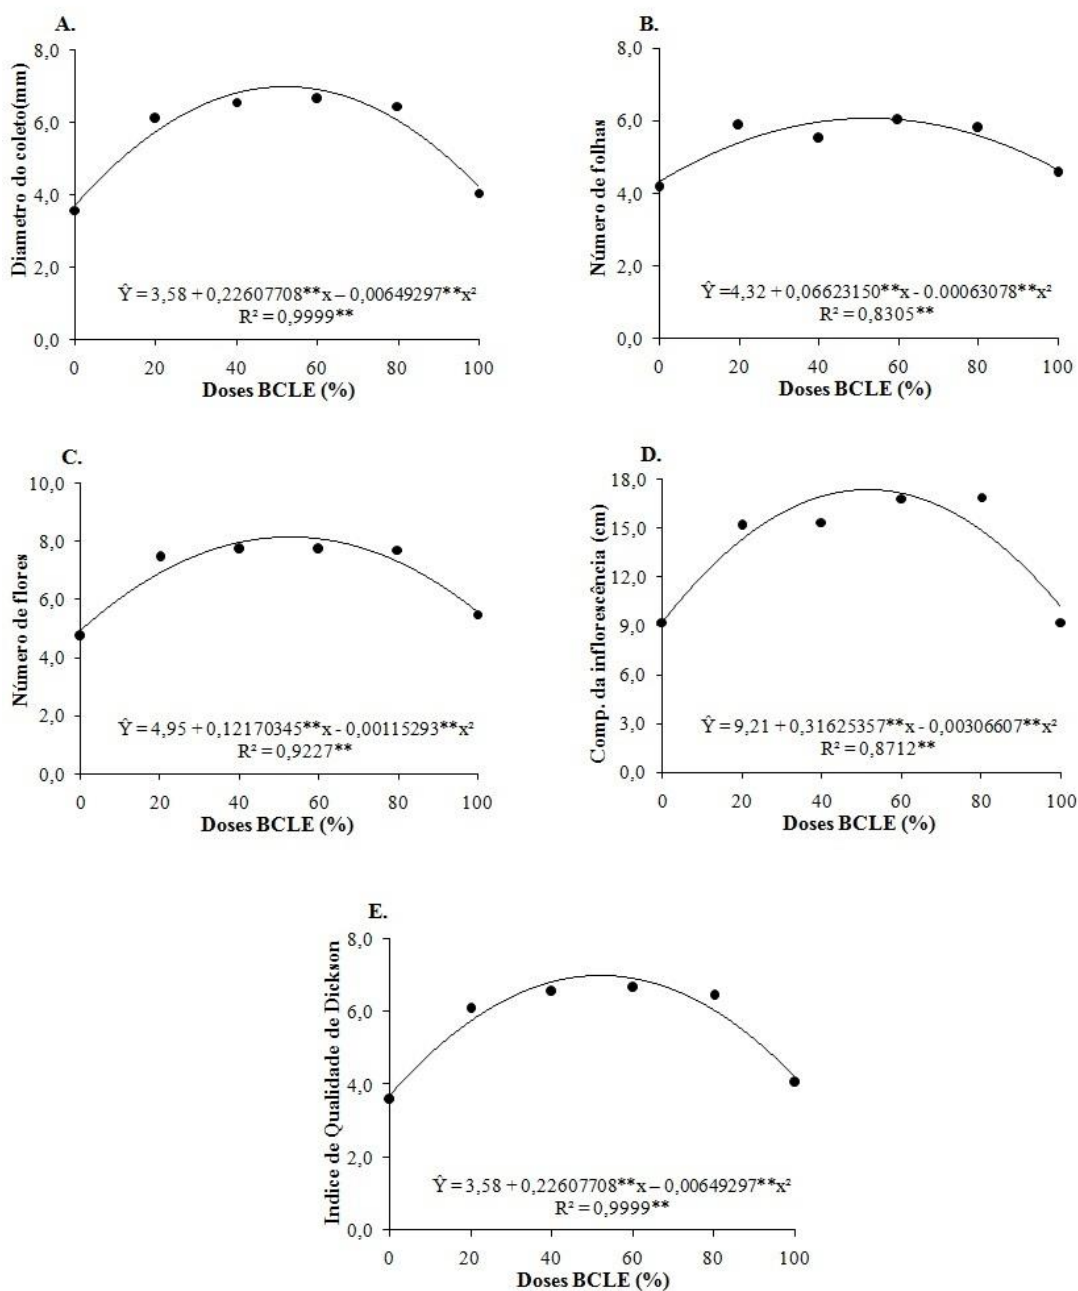 A.
8,0
6,0
4,0
2,0
0,0
Diametro do coleto(mm)
Ŷ = 3,58 + 0,22607708**x – 0,00649297**x²
R² = 0,9999**
0 20 40 60 80 100
Doses BCLE (%)
B.
8,0
6,0
4,0
2,0
0,0
Número de folhas
Ŷ =4,32 + 0,06623150**x - 0.00063078**x²
R² = 0,8305**
0 20 40 60 80 100
Doses BCLE (%)
C.
10,0
8,0
6,0
4,0
2,0
0,0
Número de flores
Ŷ = 4,95 + 0,12170345**x - 0,00115293**x²
R² = 0,9227**
0 20 40 60 80 100
Doses BCLE (%)
D.
18,0
15,0
12,0
9,0
6,0
3,0
0,0
Comp. da inflorescência (cm)
Ŷ = 9,21 + 0,31625357**x - 0,00306607**x²
R² = 0,8712**
0 20 40 60 80 100
Doses BCLE (%)
E.
8,0
6,0
4,0
2,0
0,0
Indice de Qualidade de Dickson
Ŷ = 3,58 + 0,22607708**x – 0,00649297**x²
R² = 0,9999**
0 20 40 60 80 100
Doses BCLE (%)